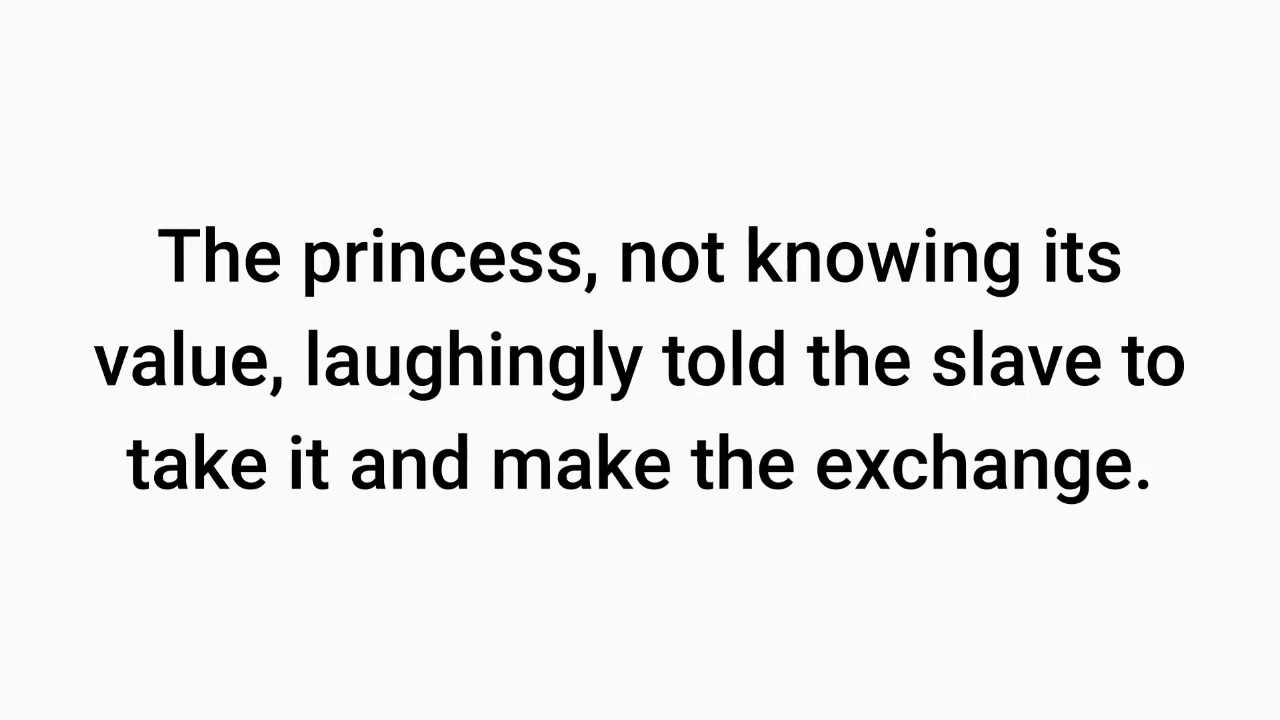 The princess, not knowing its
value, laughingly told the slave to
take it and make the exchange.